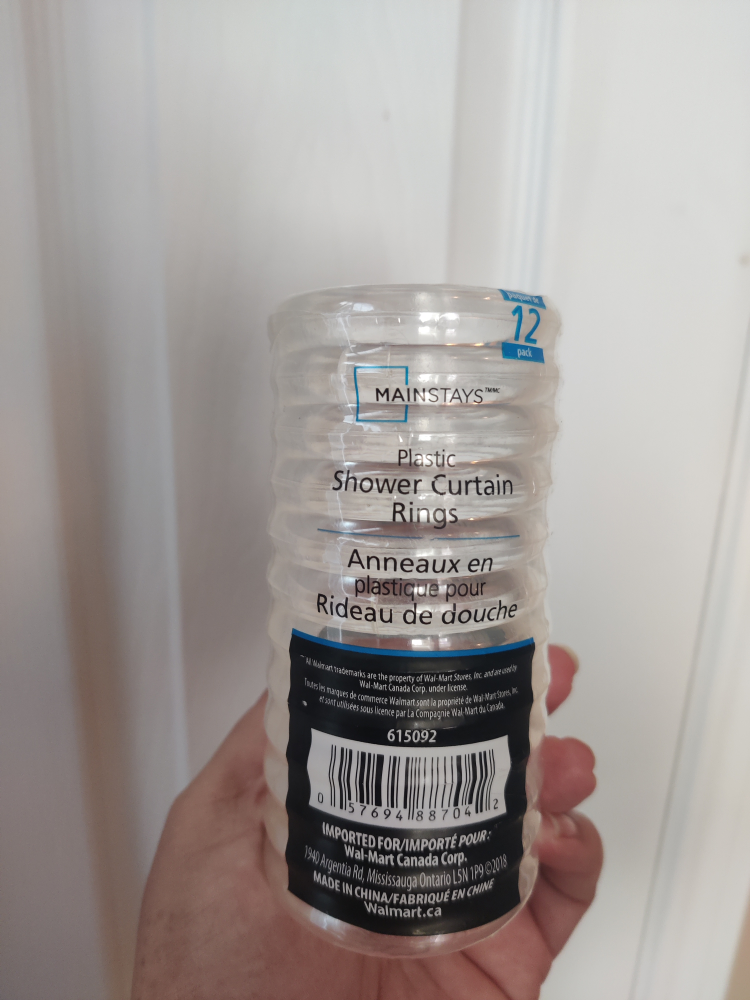 paquet de
12
pack
MAINSTAYS™/MC
Plastic
Shower Curtain
Rings
Anneaux en
plastique pour
Rideau de douche
All Walmart trademarks are the property of Wal-Mart Stores, Inc. and are used by
Wal-Mart Canada Corp. under license.
Toutes les marques de commerce Walmart sont la propriété de Wal-Mart Stores, Inc.
et sont utilisées sous licence par La Compagnie Wal-Mart du Canada.
615092
0 57694 88704 2
IMPORTED FOR/IMPORTÉ POUR:
Wal-Mart Canada Corp.
1940 Argentia Rd, Mississauga Ontario L5N 1P9 ©2018
MADE IN CHINA/FABRIQUÉ EN CHINE
Walmart.ca